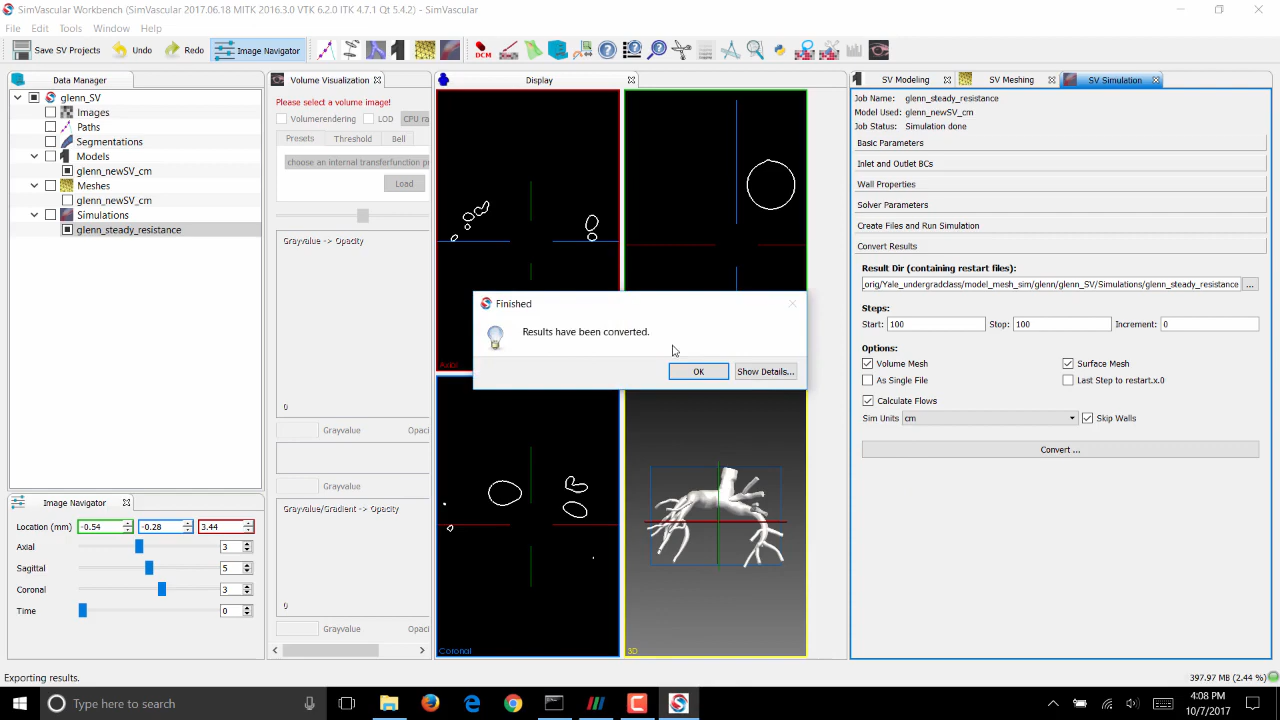 SimVascular Workbench (SimVascular 2017.06.18 MITK 2016.3.0 VTK 6.2.0 ITK 4.7.1 Qt 5.4.2) - SimVascular
File Edit Tools Window Help
Save SV Projects Undo Redo Image Navigator DCM
Data Manager
glenn_SV
Images
Paths
Segmentations
Models
glenn_newSV_cm
Meshes
glenn_newSV_cm
Simulations
glenn_steady_resistance
Image Navigator
Location (mm) -0.54 -0.28 3.44
Axial 3
Sagittal 5
Coronal 3
Time 0
Volume Visualization
Please select a volume image!
Volumerendering LOD CPU ra
Presets Threshold Bell
choose an internal transferfunction pr
Load
Grayvalue -> Opacity
0
Grayvalue Opaci
Grayvalue
Grayvalue/Gradient -> Opacity
0
Grayvalue Opaci
Display
Coronal
3D
Finished
Results have been converted.
OK Show Details...
SV Modeling SV Meshing SV Simulation
Job Name: glenn_steady_resistance
Model Used: glenn_newSV_cm
Job Status: Simulation done
Basic Parameters
Inlet and Outlet BCs
Wall Properties
Solver Parameters
Create Files and Run Simulation
Convert Results
Result Dir (containing restart files):
orig/Yale_undergradclass/model_mesh_sim/glenn/glenn_SV/Simulations/glenn_steady_resistance ...
Steps:
Start: 100 Stop: 100 Increment: 0
Options:
Volume Mesh Surface Mesh
As Single File Last Step to restart.x.0
Calculate Flows
Sim Units cm Skip Walls
Convert ...
Exporting results.
397.97 MB (2.44 %)
Type here to search
4:08 PM
10/7/2017